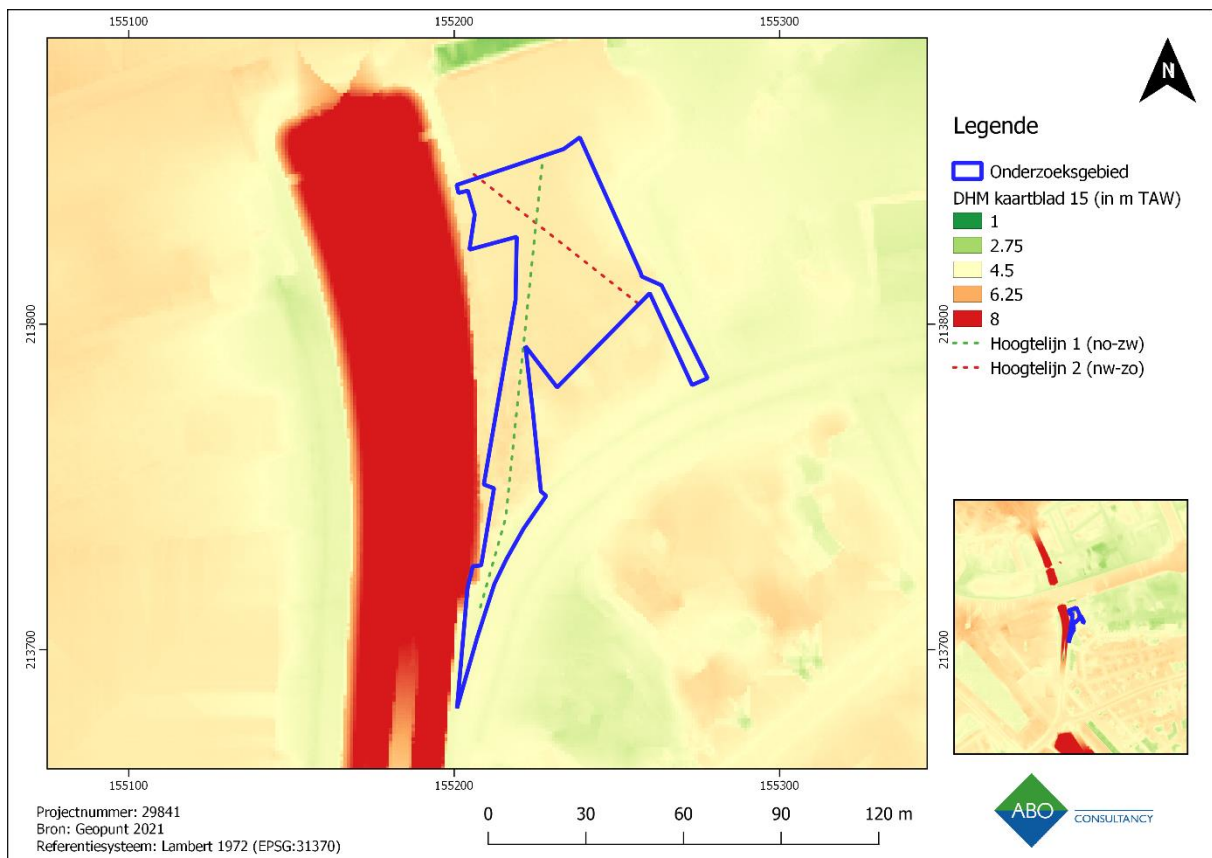 155100 155200 155300
N
Legende
Onderzoeksgebied
DHM kaartblad 15 (in m TAW)
1
2.75
4.5
6.25
8
Hoogtelijn 1 (no-zw)
Hoogtelijn 2 (nw-zo)
213800 213800
213700 213700
155100 155200 155300
Projectnummer: 29841
Bron: Geopunt 2021
Referentiesysteem: Lambert 1972 (EPSG:31370)
0 30 60 90 120 m
ABO
CONSULTANCY